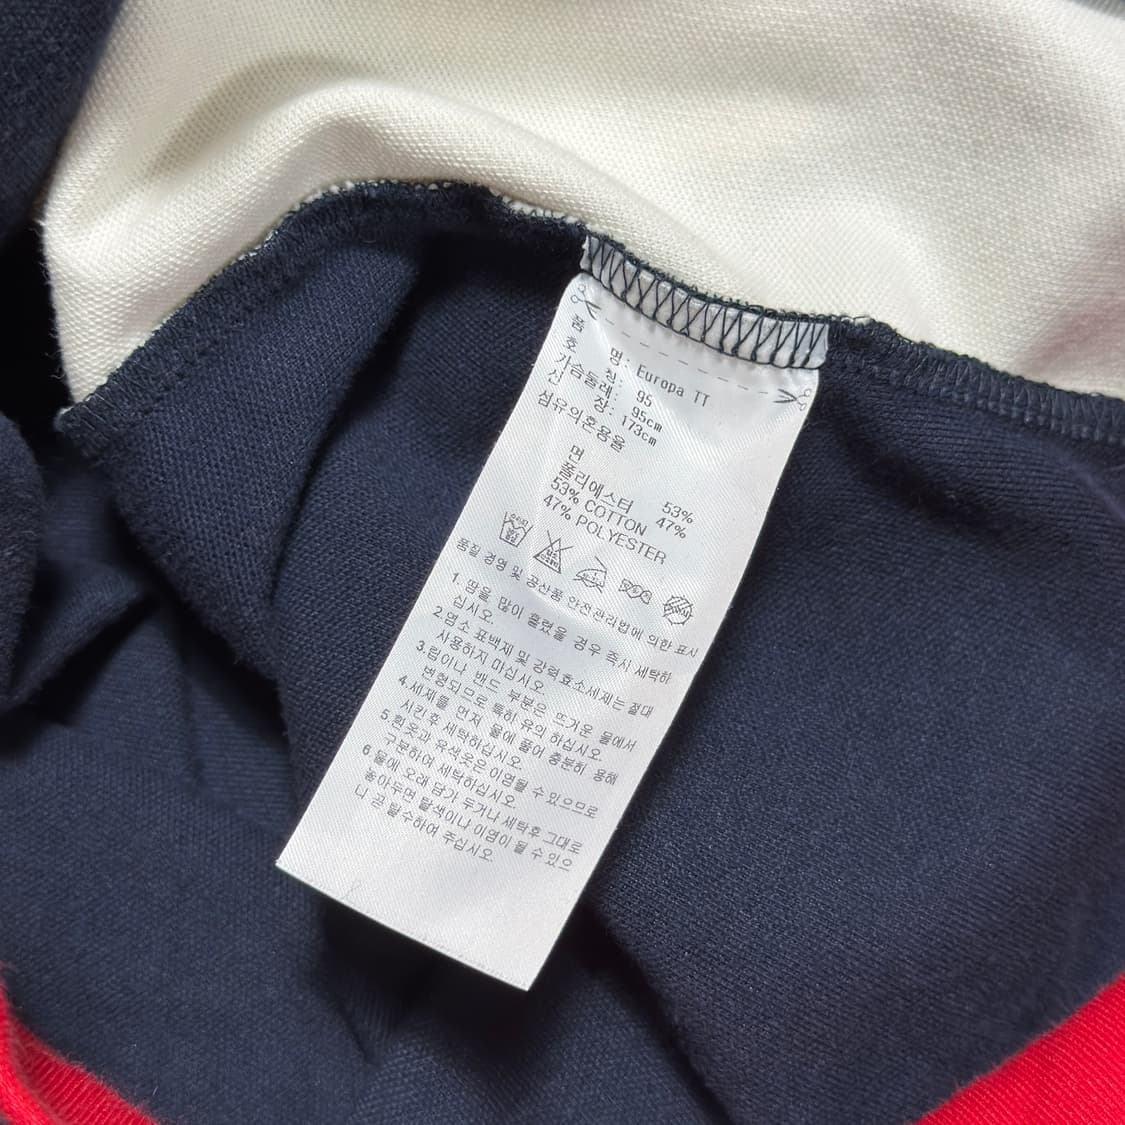 품 명: Europa TT
호 칭: 95
가슴둘레: 95cm
신 장: 173cm
섬유의혼용율
면 53%
폴리에스터 47%
53% COTTON
47% POLYESTER
품질 경영 및 공산품 안전관리법에 의한 표시
1. 땀을 많이 흘렸을 경우 즉시 세탁하
십시오.
2.염소 표백제 및 강력효소세제는 절대
사용하지 마십시오
3.립이나 배드 부분은 뜨거운 물에서
변형되므로 특히 유의 하십시오.
4.세제를 먼저 물에 풀어 충분히 용해
시킨후 세탁하십시오.
5.흰옷과 유색옷은 이염될 수 있으므로
구분하여 세탁하십시오.
6 물에 오래 담가 두거나 세탁후 그대로
놓아두면 탈색이나 이염이 될 수 있으
니 곧 탈수하여 주십시오.